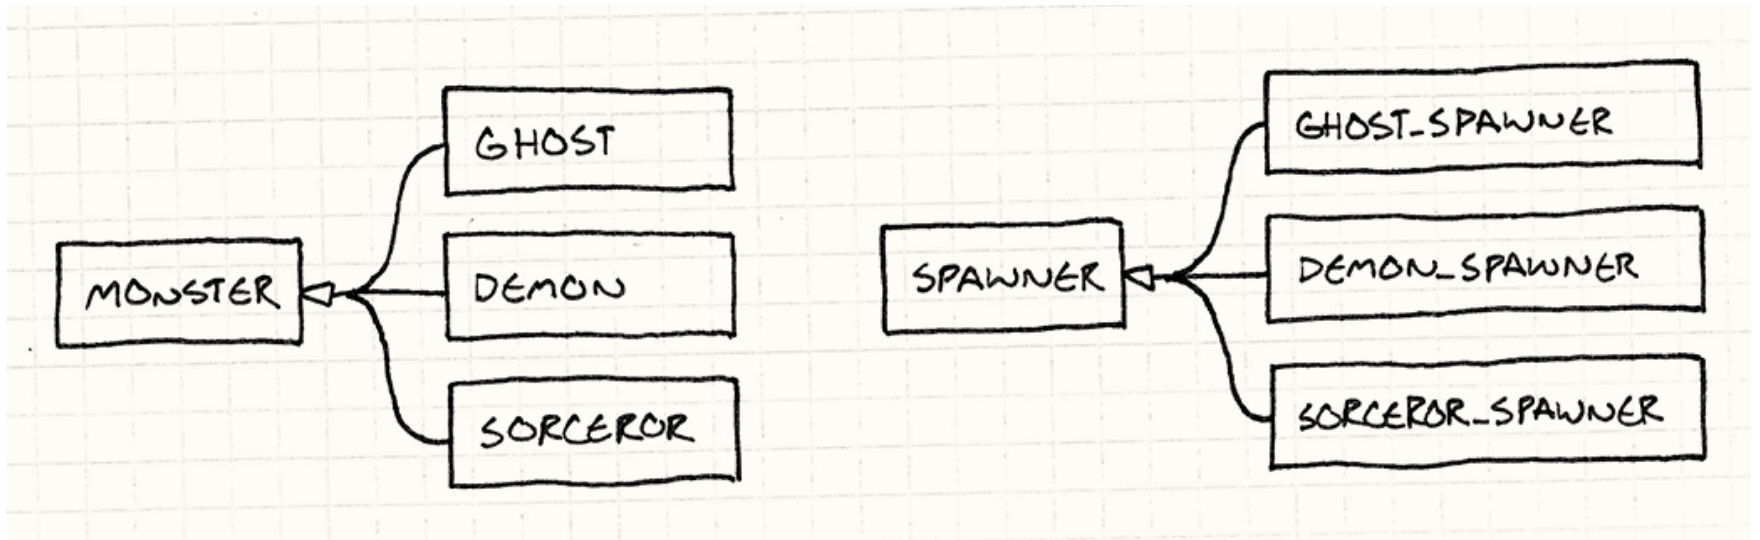 GHOST
DEMON
SORCEROR
MONSTER
GHOST_SPAWNER
DEMON_SPAWNER
SORCEROR_SPAWNER
SPAWNER